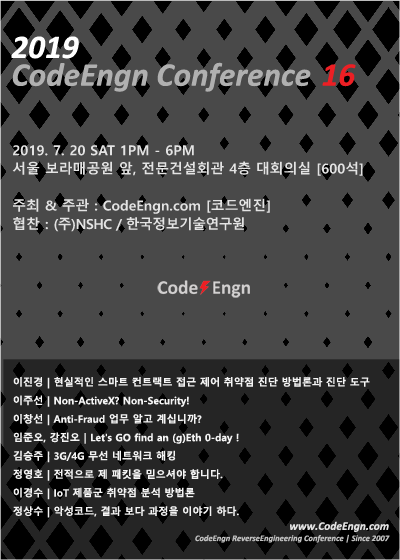 2019
CodeEngn Conference 16
2019. 7. 20 SAT 1PM - 6PM
서울 보라매공원 앞, 전문건설회관 4층 대회의실 [600석]
주최 & 주관 : CodeEngn.com [코드엔진]
협찬 : (주)NSHC / 한국정보기술연구원
Code Engn
이진경 | 현실적인 스마트 컨트랙트 접근 제어 취약점 진단 방법론과 진단 도구
이주선 | Non-ActiveX? Non-Security!
이창선 | Anti-Fraud 업무 알고 계십니까?
임준오, 강진오 | Let's GO find an (g)Eth 0-day !
김승주 | 3G/4G 무선 네트워크 해킹
정영호 | 전적으로 제 패킷을 믿으셔야 합니다.
이경수 | IoT 제품군 취약점 분석 방법론
정상수 | 악성코드, 결과 보다 과정을 이야기 하다.
www.CodeEngn.com
CodeEngn ReverseEngineering Conference | Since 2007